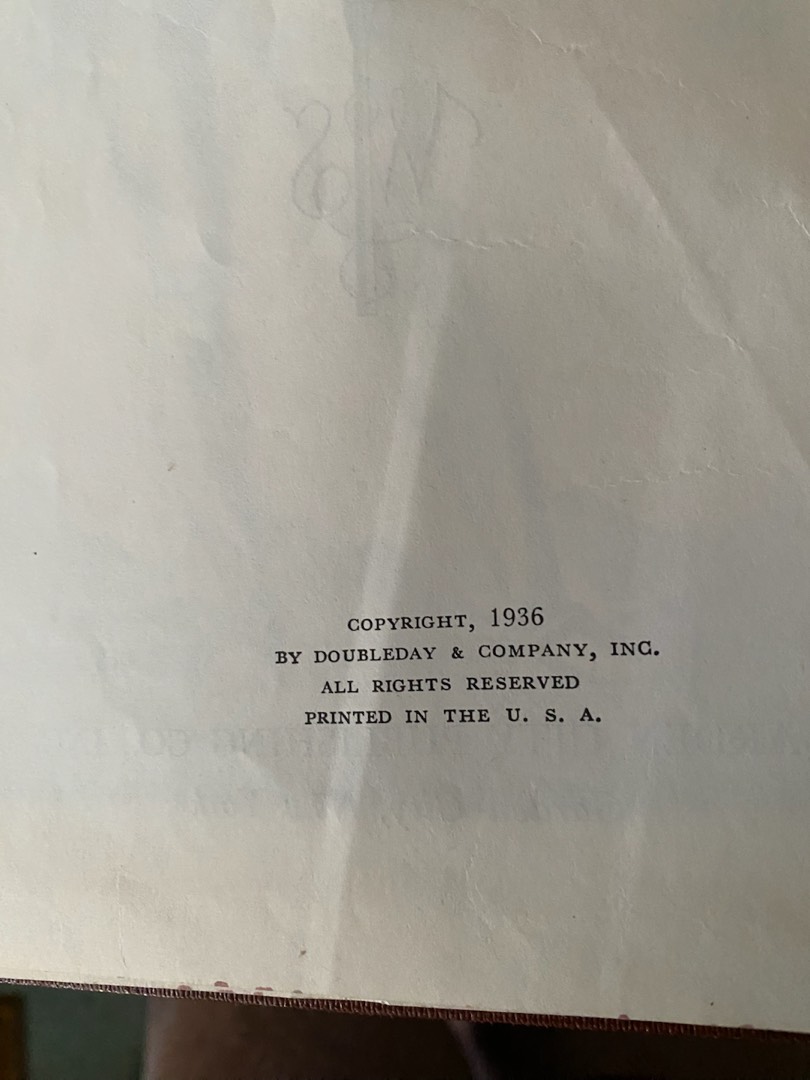 COPYRIGHT, 1936
BY DOUBLEDAY & COMPANY, INC.
ALL RIGHTS RESERVED
PRINTED IN THE U. S. A.